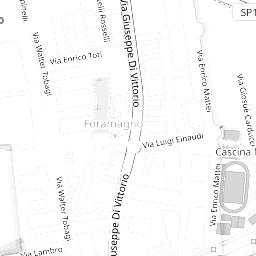 Via Giuseppe Di Vittorio
Rosselli
Via Walter Tobagi
Via Enrico Toti
Via Enrico Mattei
SP1
Via Giosuè Carducci
Foramagno
Via Luigi Einaudi
Cascina
Via Enrico Mattei
Via Walter Tobagi
Giuseppe Di Vittorio
Via Lambro